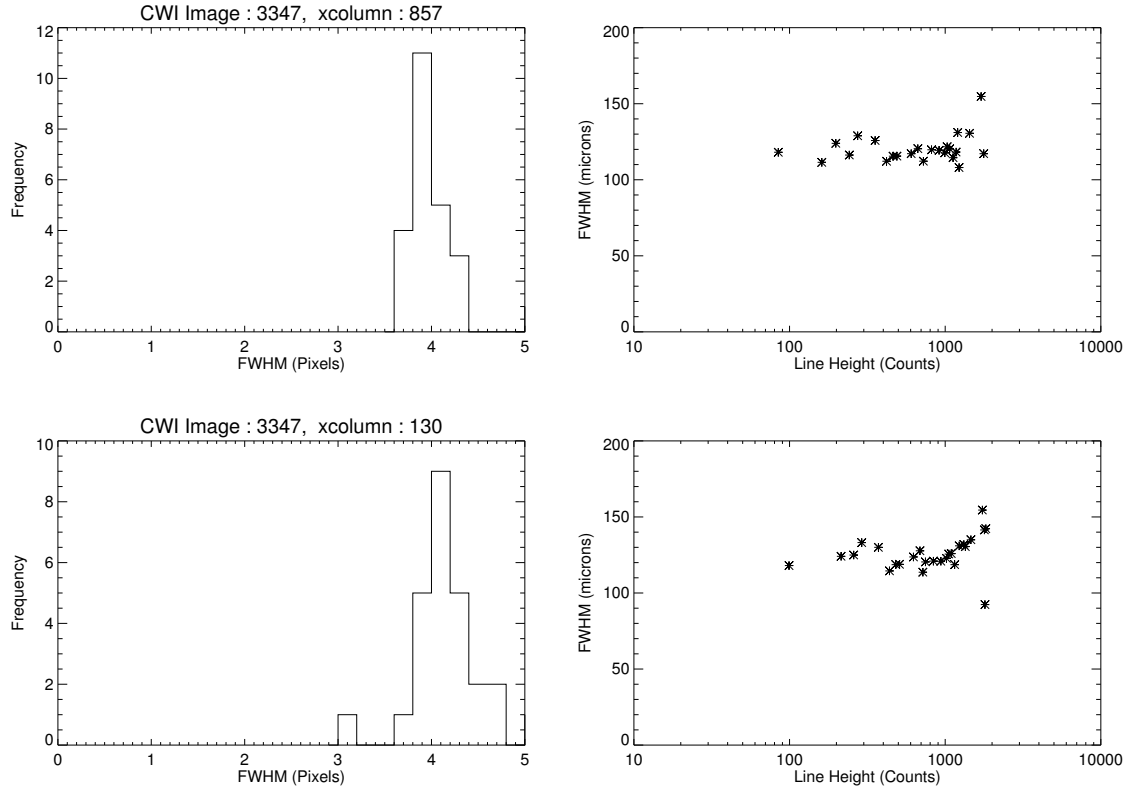 CWI Image : 3347,  xcolumn : 857
12
10
8
6
4
2
0
Frequency
0 1 2 3 4 5
FWHM (Pixels)
200
150
100
50
0
FWHM (microns)
10 100 1000 10000
Line Height (Counts)
CWI Image : 3347,  xcolumn : 130
10
8
6
4
2
0
Frequency
0 1 2 3 4 5
FWHM (Pixels)
200
150
100
50
0
FWHM (microns)
10 100 1000 10000
Line Height (Counts)